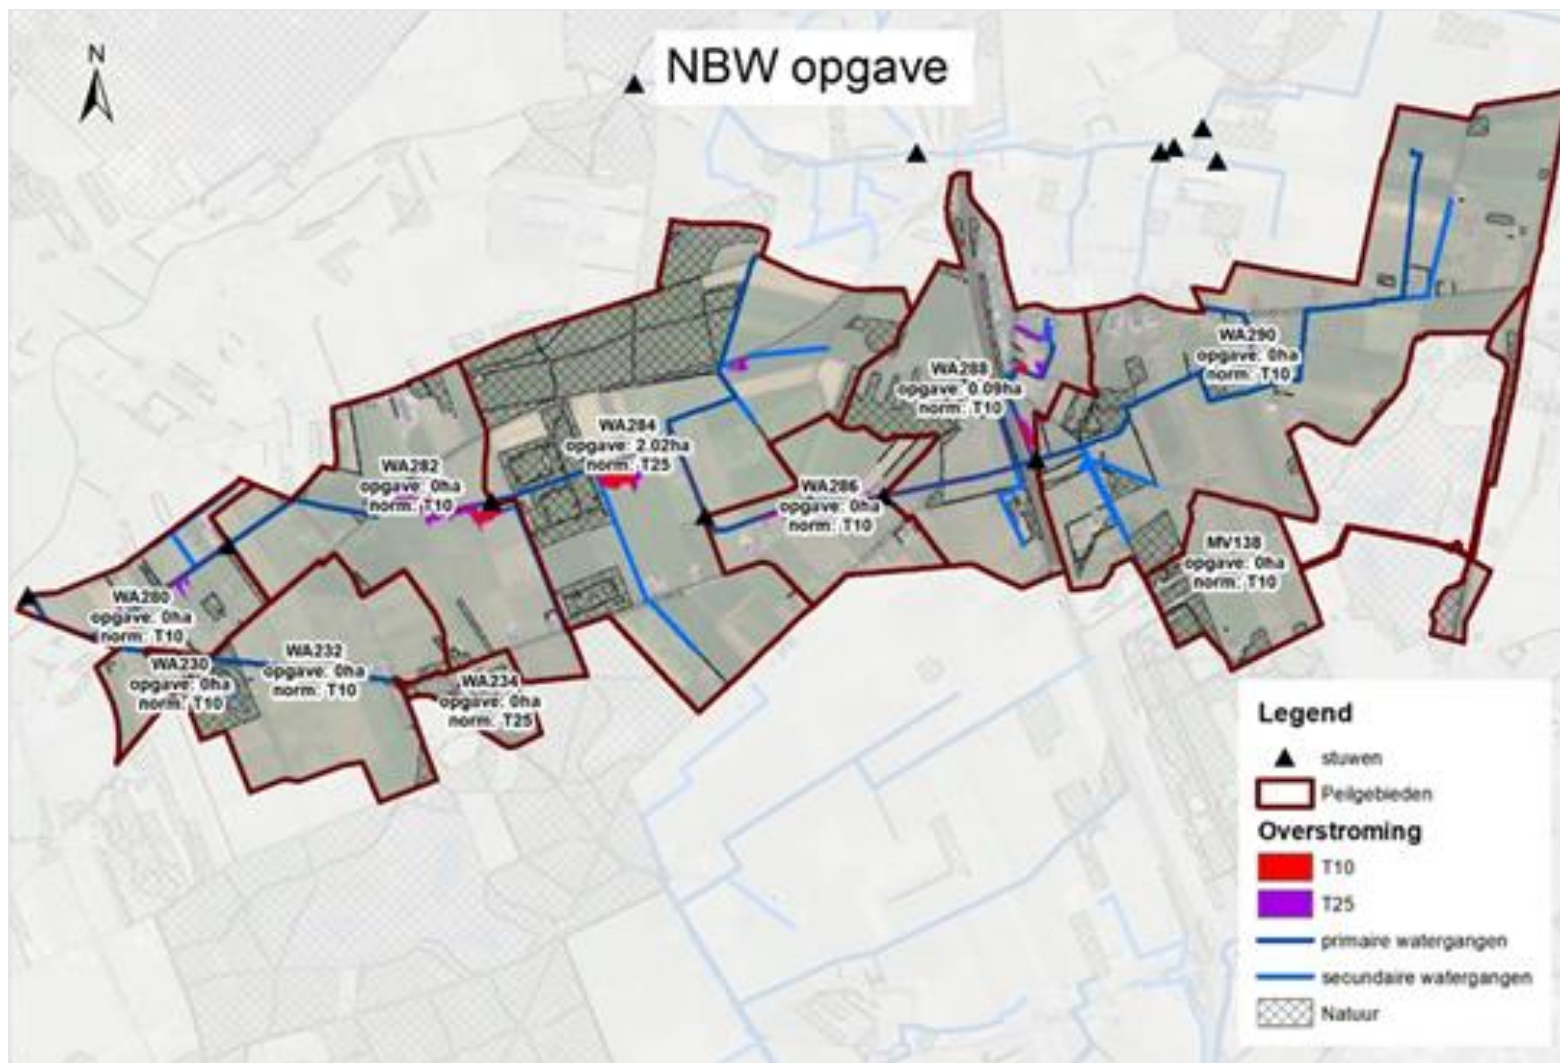 N
NBW opgave
WA290
opgave: 0ha
norm: T10
WA288
opgave: 0.09ha
norm: T10
WA284
opgave: 2.02ha
norm: T25
WA282
opgave: 0ha
norm: T10
WA286
opgave: 0ha
norm: T10
MV138
opgave: 0ha
norm: T10
WA280
opgave: 0ha
norm: T10
WA232
opgave: 0ha
norm: T10
WA230
opgave: 0ha
norm: T10
WA234
opgave: 0ha
norm: T25
Legend
stuwen
Peilgebieden
Overstroming
T10
T25
primaire watergangen
secundaire watergangen
Natuur